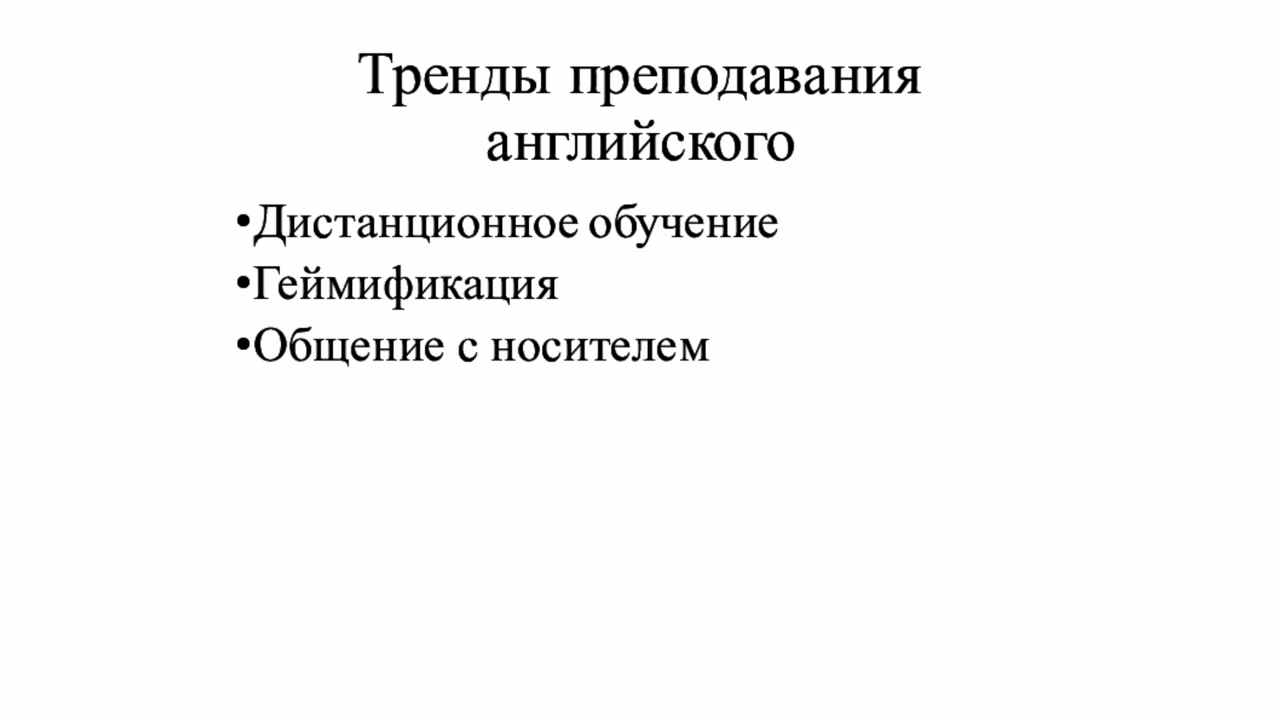 Тренды преподавания
английского
•Дистанционное обучение
•Геймификация
•Общение с носителем